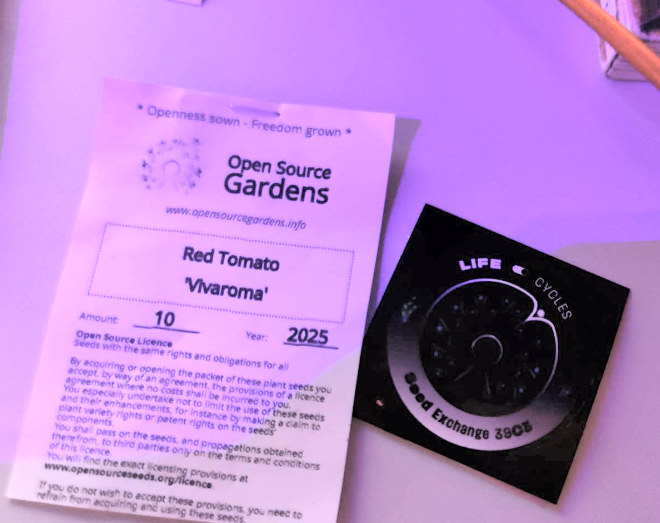 * Openness sown - Freedom grown *
Open Source
Gardens
www.opensourcegardens.info
Red Tomato
'Vivaroma'
Amount: 10 Year: 2025
Open Source Licence
Seeds with the same rights and obligations for all
By acquiring or opening the packet of these plant seeds you
accept, by way of an agreement, the provisions of a licence
agreement where no costs shall be incurred to you.
You especially undertake not to limit the use of these seeds
and their enhancements, for instance by making a claim to
plant variety rights or patent rights on the seeds'
components.
You shall pass on the seeds, and propagations obtained
therefrom, to third parties only on the terms and conditions
of this licence.
You will find the exact licensing provisions at
www.opensourceseeds.org/licence.
If you do not wish to accept these provisions, you need to
refrain from acquiring and using these seeds.
LIFE CYCLES
Seed Exchange 39C3